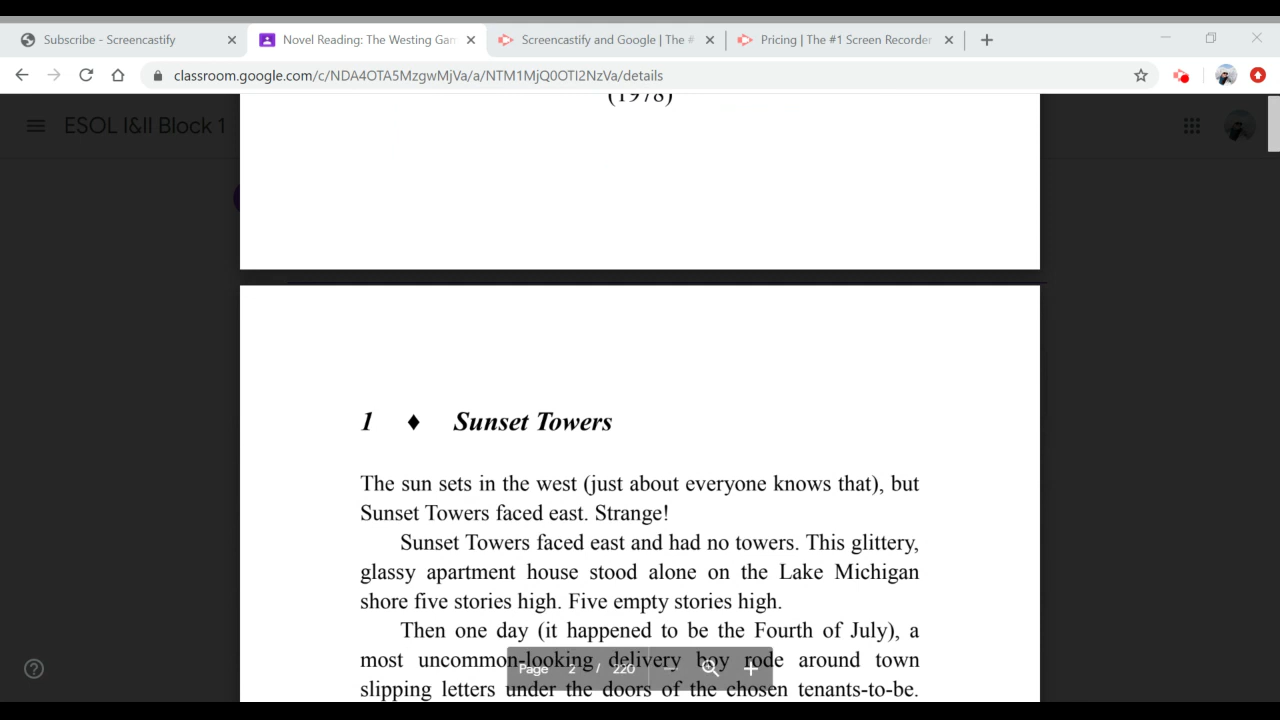 Subscribe - Screencastify
Novel Reading: The Westing Gam
Screencastify and Google | The #
Pricing | The #1 Screen Recorder
classroom.google.com/c/NDA4OTA5MzgwMjVa/a/NTM1MjQ0OTI2NzVa/details
ESOL I&II Block 1
(1978)
1 ♦ Sunset Towers
The sun sets in the west (just about everyone knows that), but
Sunset Towers faced east. Strange!
Sunset Towers faced east and had no towers. This glittery,
glassy apartment house stood alone on the Lake Michigan
shore five stories high. Five empty stories high.
Then one day (it happened to be the Fourth of July), a
most uncommon-looking delivery boy rode around town
slipping letters under the doors of the chosen tenants-to-be.
Page 2 / 220